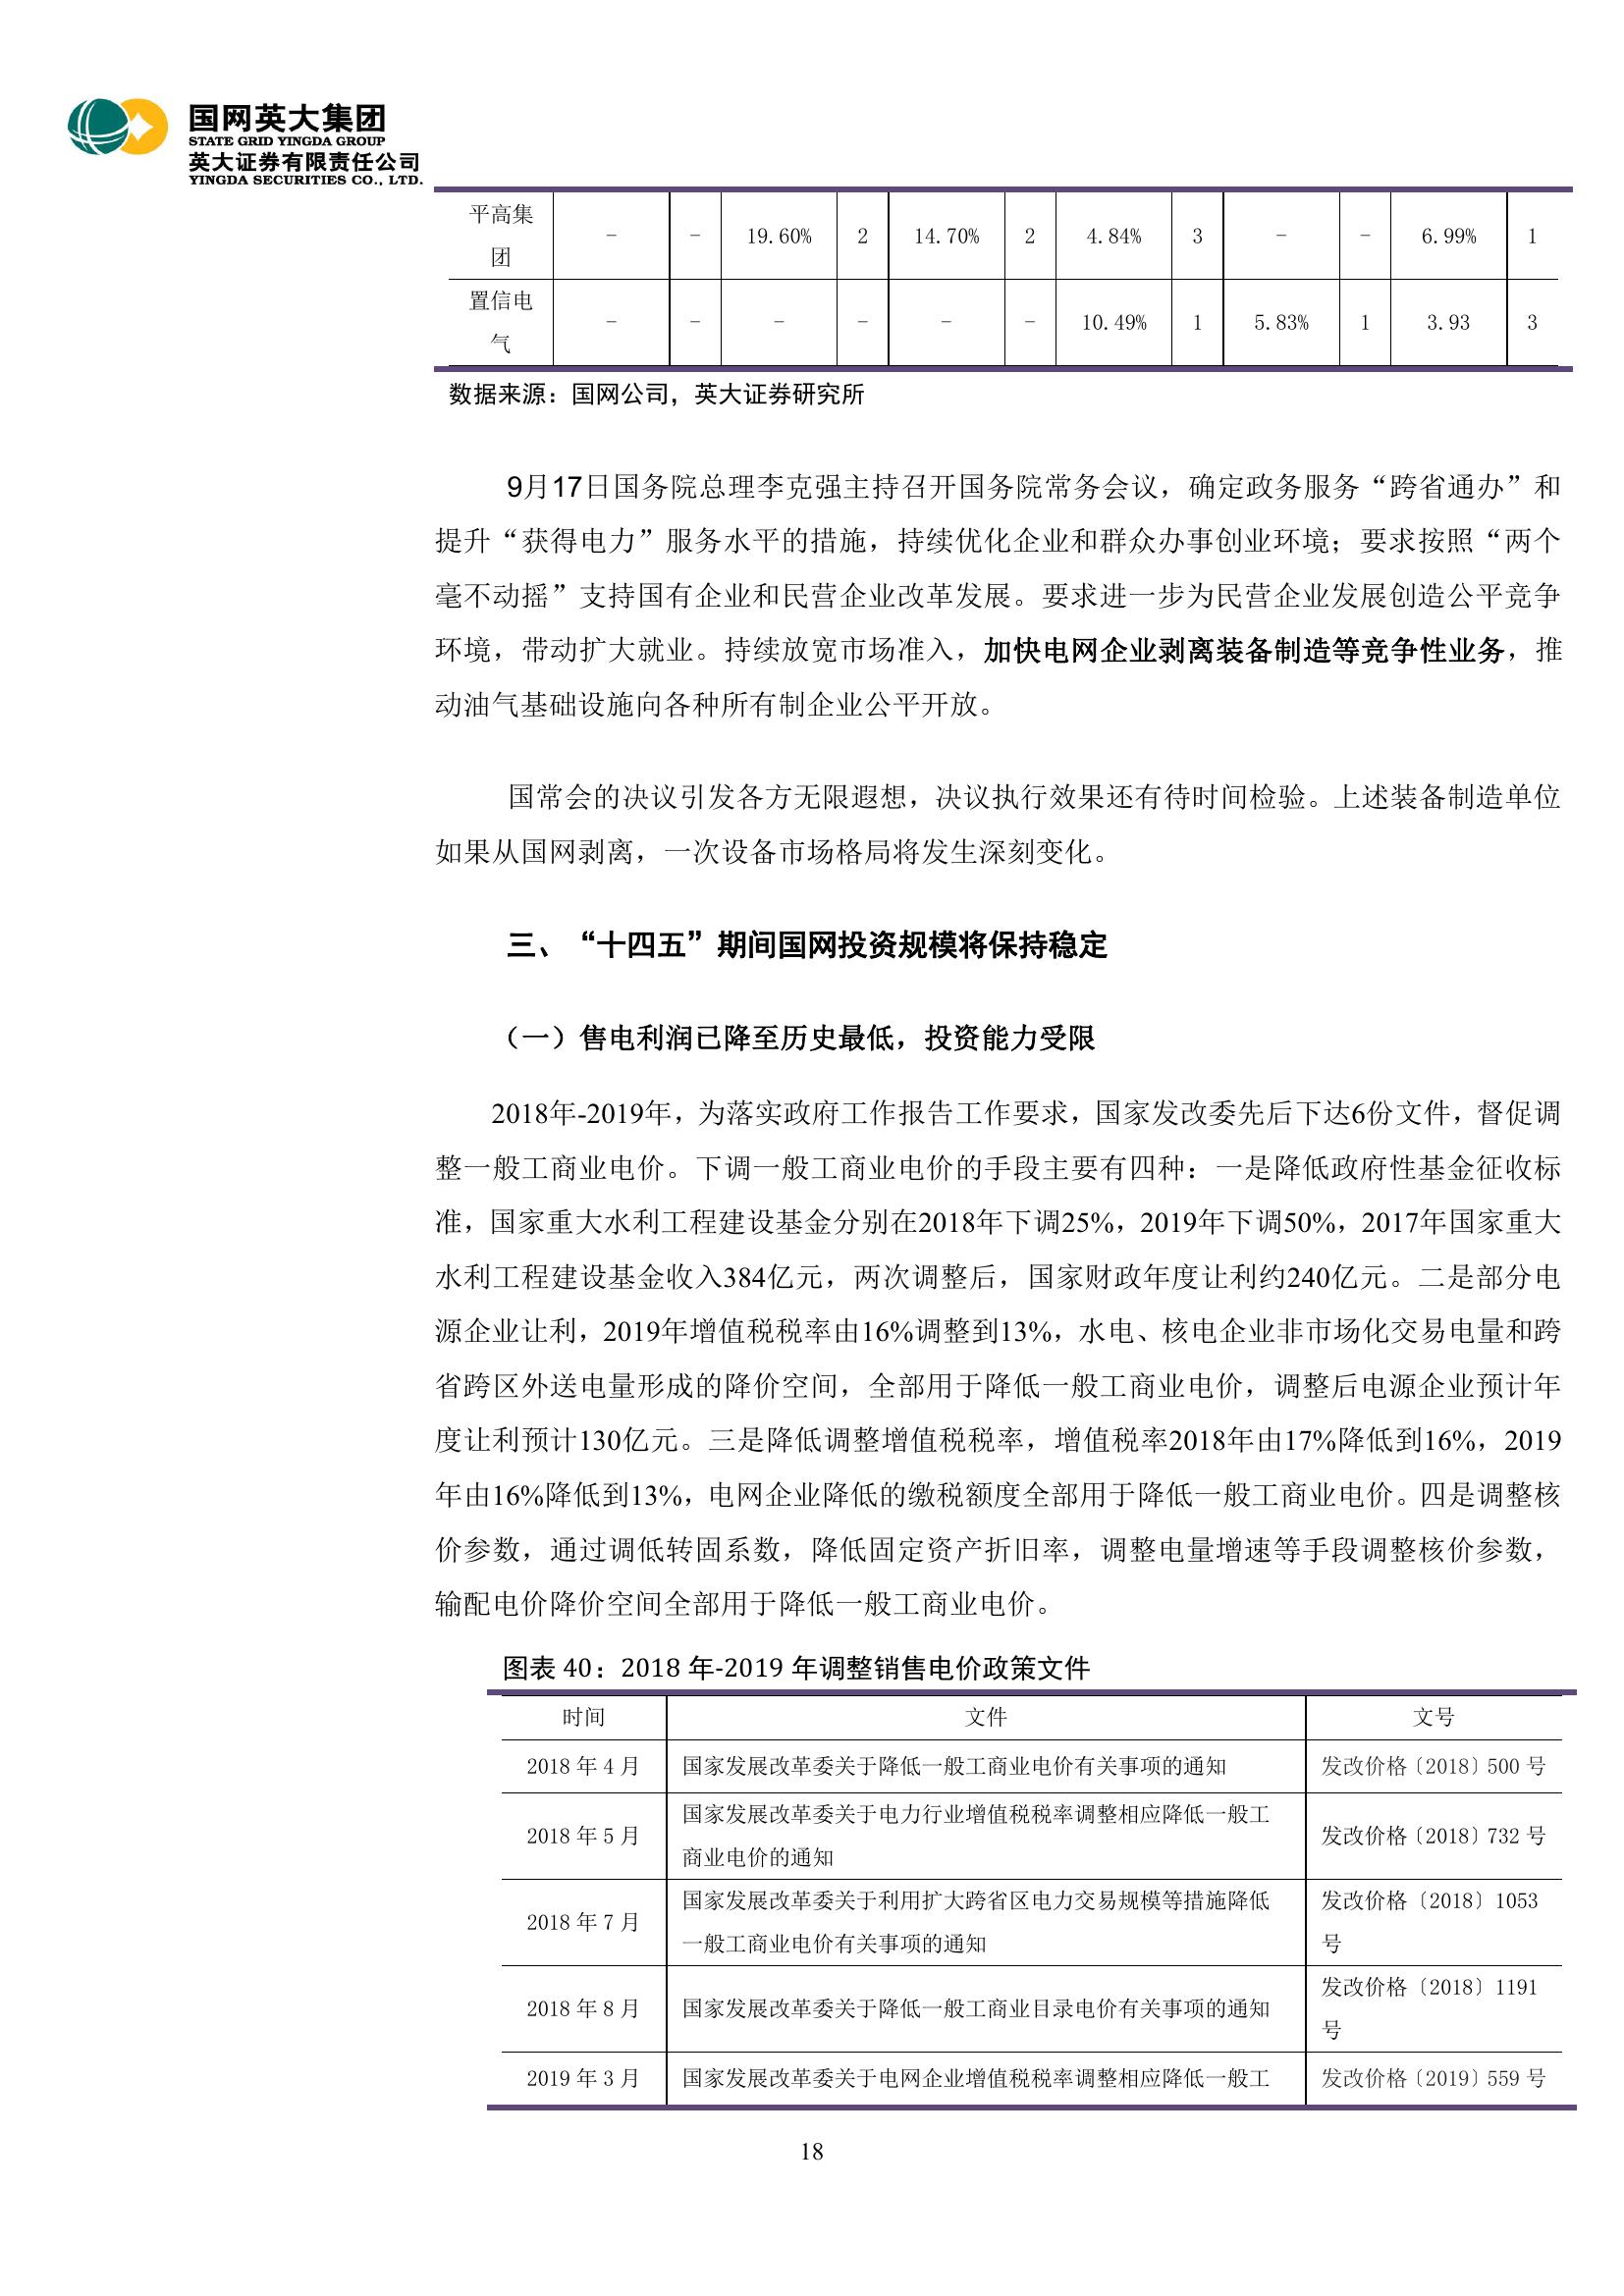 国网英大集团
STATE GRID YINGDA GROUP
英大证券有限责任公司
YINGDA SECURITIES CO., LTD.
平高集
团
－ － 19.60% 2 14.70% 2 4.84% 3 － － 6.99% 1
置信电
气
－ － － － － － 10.49% 1 5.83% 1 3.93 3
数据来源：国网公司，英大证券研究所
9月17日国务院总理李克强主持召开国务院常务会议，确定政务服务“跨省通办”和
提升“获得电力”服务水平的措施，持续优化企业和群众办事创业环境；要求按照“两个
毫不动摇”支持国有企业和民营企业改革发展。要求进一步为民营企业发展创造公平竞争
环境，带动扩大就业。持续放宽市场准入，加快电网企业剥离装备制造等竞争性业务，推
动油气基础设施向各种所有制企业公平开放。
国常会的决议引发各方无限遐想，决议执行效果还有待时间检验。上述装备制造单位
如果从国网剥离，一次设备市场格局将发生深刻变化。
三、“十四五”期间国网投资规模将保持稳定
（一）售电利润已降至历史最低，投资能力受限
2018年-2019年，为落实政府工作报告工作要求，国家发改委先后下达6份文件，督促调
整一般工商业电价。下调一般工商业电价的手段主要有四种：一是降低政府性基金征收标
准，国家重大水利工程建设基金分别在2018年下调25%，2019年下调50%，2017年国家重大
水利工程建设基金收入384亿元，两次调整后，国家财政年度让利约240亿元。二是部分电
源企业让利，2019年增值税税率由16%调整到13%，水电、核电企业非市场化交易电量和跨
省跨区外送电量形成的降价空间，全部用于降低一般工商业电价，调整后电源企业预计年
度让利预计130亿元。三是降低调整增值税税率，增值税率2018年由17%降低到16%，2019
年由16%降低到13%，电网企业降低的缴税额度全部用于降低一般工商业电价。四是调整核
价参数，通过调低转固系数，降低固定资产折旧率，调整电量增速等手段调整核价参数，
输配电价降价空间全部用于降低一般工商业电价。
图表 40：2018 年-2019 年调整销售电价政策文件
时间 文件 文号
2018 年 4 月 国家发展改革委关于降低一般工商业电价有关事项的通知 发改价格〔2018〕500 号
2018 年 5 月 国家发展改革委关于电力行业增值税税率调整相应降低一般工
商业电价的通知 发改价格〔2018〕732 号
2018 年 7 月 国家发展改革委关于利用扩大跨省区电力交易规模等措施降低
一般工商业电价有关事项的通知 发改价格〔2018〕1053
号
2018 年 8 月 国家发展改革委关于降低一般工商业目录电价有关事项的通知 发改价格〔2018〕1191
号
2019 年 3 月 国家发展改革委关于电网企业增值税税率调整相应降低一般工 发改价格〔2019〕559 号
18